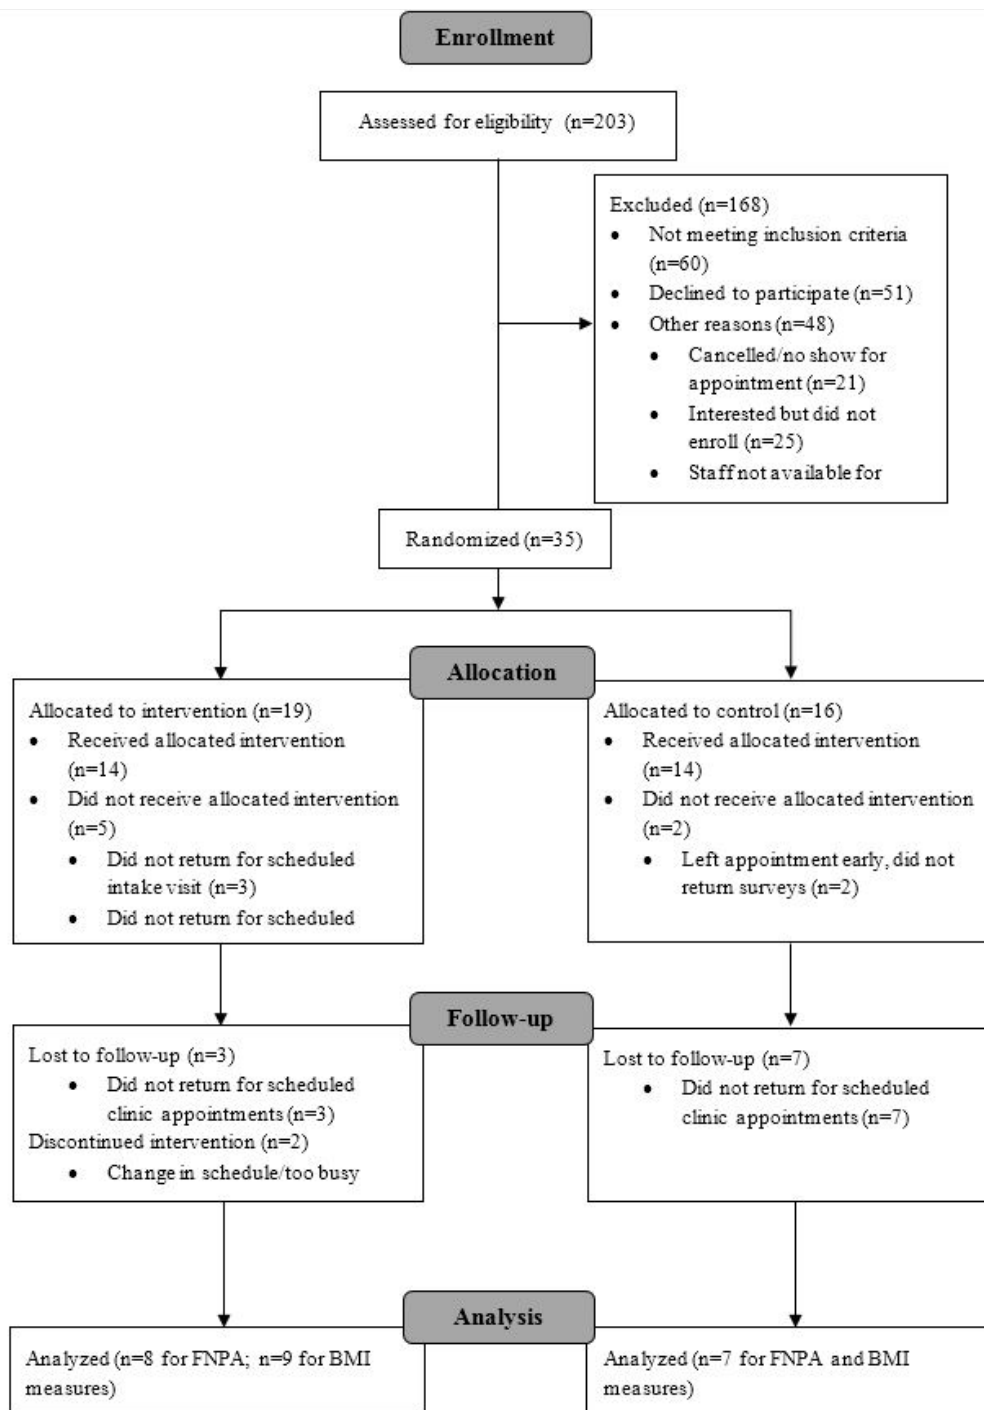 Enrollment
Assessed for eligibility (n=203)
Excluded (n=168)
• Not meeting inclusion criteria
(n=60)
• Declined to participate (n=51)
• Other reasons (n=48)
• Cancelled/no show for
appointment (n=21)
• Interested but did not
enroll (n=25)
• Staff not available for
Randomized (n=35)
Allocation
Allocated to intervention (n=19)
• Received allocated intervention
(n=14)
• Did not receive allocated intervention
(n=5)
• Did not return for scheduled
intake visit (n=3)
• Did not return for scheduled
Allocated to control (n=16)
• Received allocated intervention
(n=14)
• Did not receive allocated intervention
(n=2)
• Left appointment early, did not
return surveys (n=2)
Follow-up
Lost to follow-up (n=3)
• Did not return for scheduled
clinic appointments (n=3)
Discontinued intervention (n=2)
• Change in schedule/too busy
Lost to follow-up (n=7)
• Did not return for scheduled
clinic appointments (n=7)
Analysis
Analyzed (n=8 for FNPA; n=9 for BMI
measures)
Analyzed (n=7 for FNPA and BMI
measures)